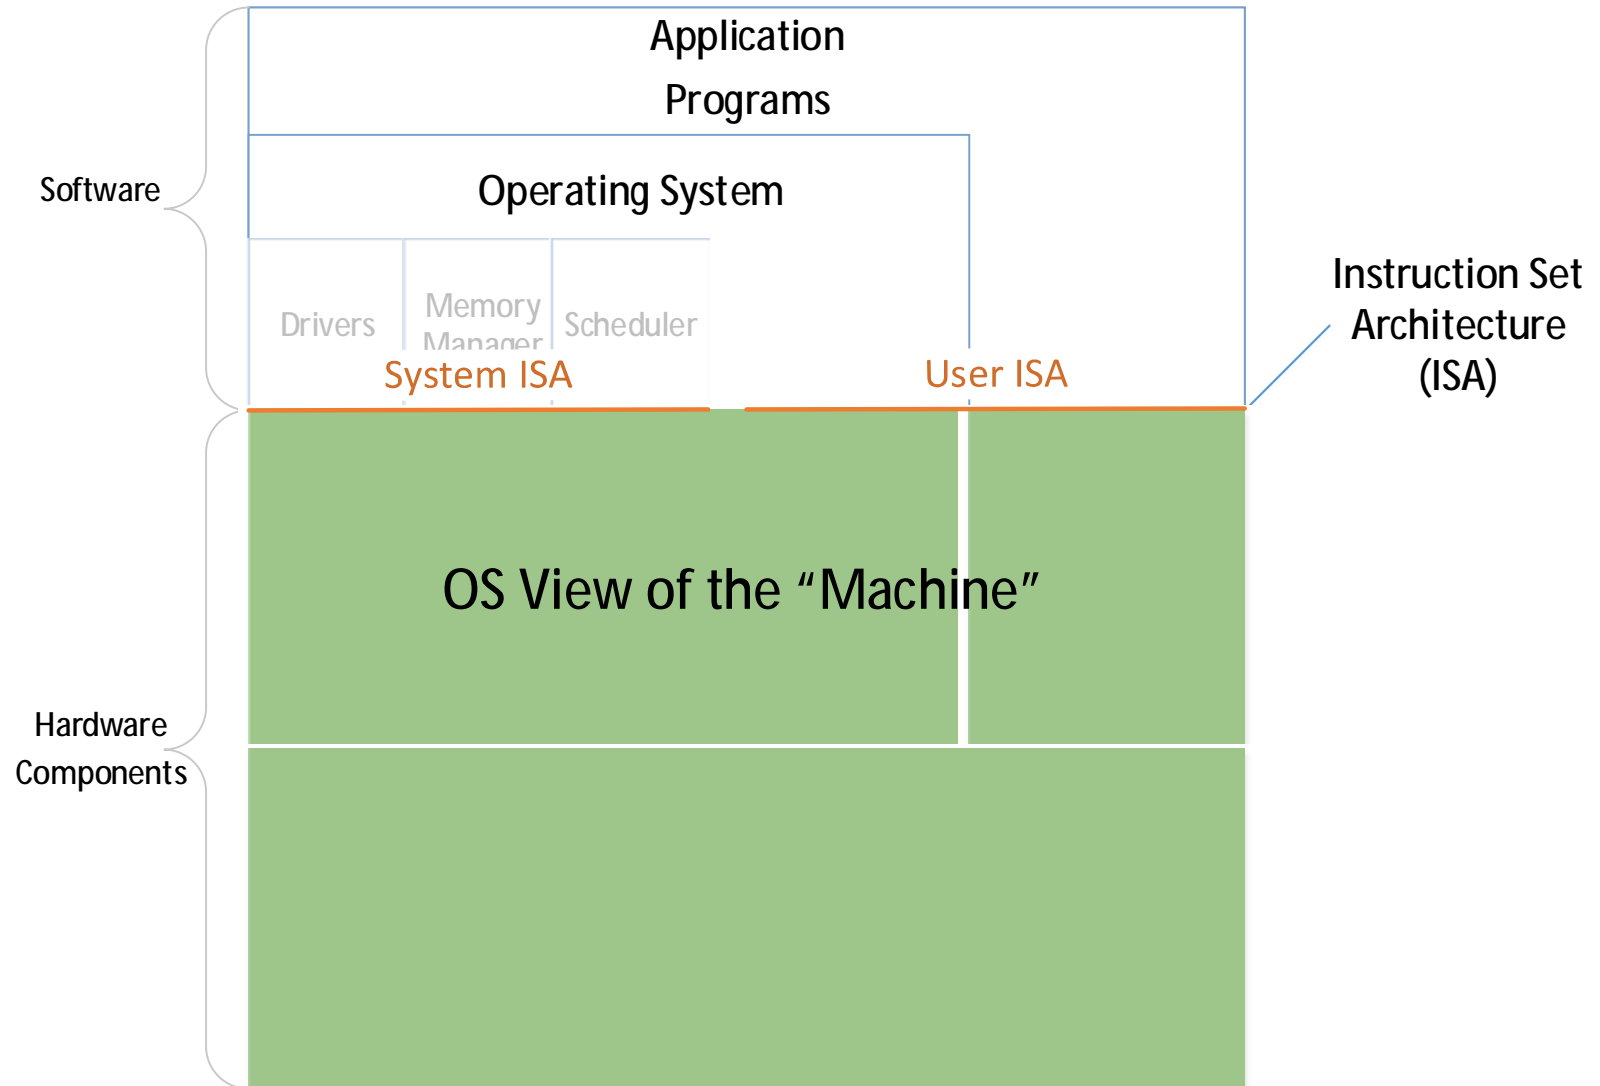 Application
Programs
Software
Operating System
Drivers
Memory
Manager
Scheduler
System ISA
User ISA
Instruction Set
Architecture
(ISA)
OS View of the “Machine”
Hardware
Components